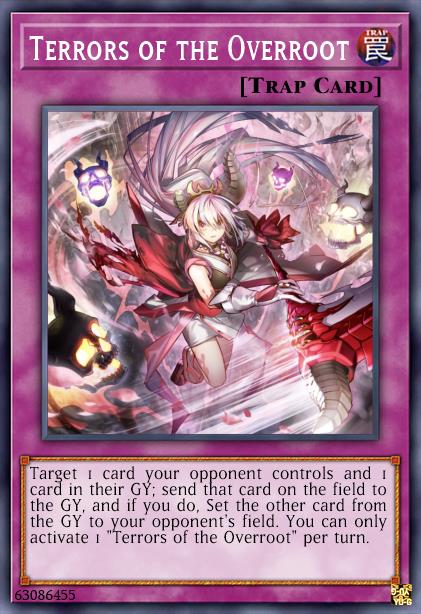 Terrors of the Overroot
TRAP
罠
[Trap Card]
Target 1 card your opponent controls and 1
card in their GY; send that card on the field to
the GY, and if you do, Set the other card from
the GY to your opponent's field. You can only
activate 1 "Terrors of the Overroot" per turn.
63086455